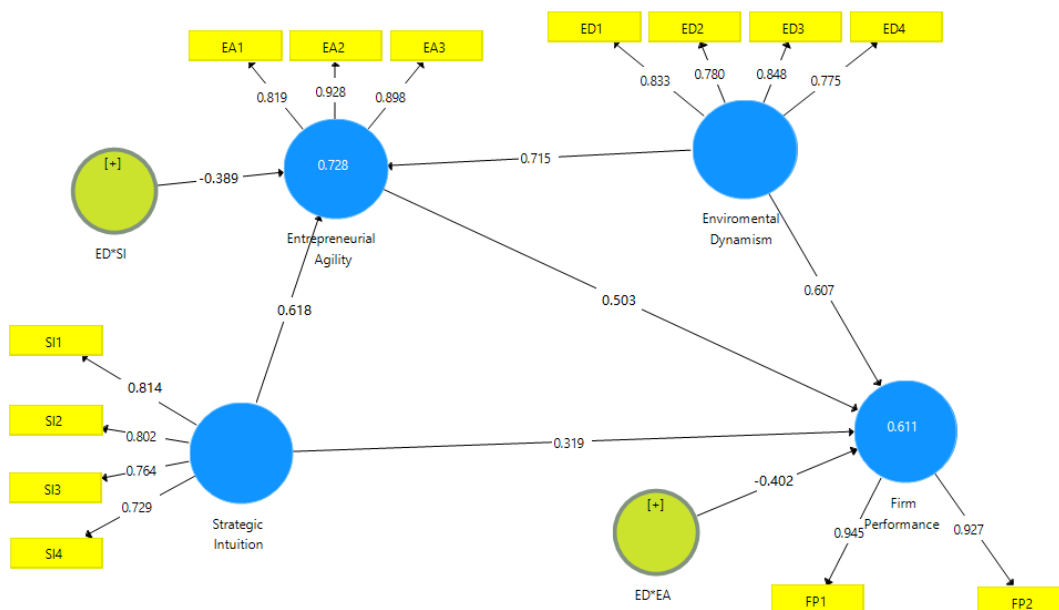 ED1
ED2
ED3
ED4
EA1
EA2
EA3
0.833
0.780
0.848
0.775
0.819
0.928
0.898
[+]
-0.389
0.728
0.715
ED*SI
Entrepreneurial
Agility
Enviromental
Dynamism
0.618
0.503
0.607
SI1
0.814
SI2
0.802
SI3
0.764
SI4
0.729
Strategic
Intuition
0.319
0.611
-0.402
[+]
ED*EA
Firm
Performance
0.945
0.927
FP1
FP2